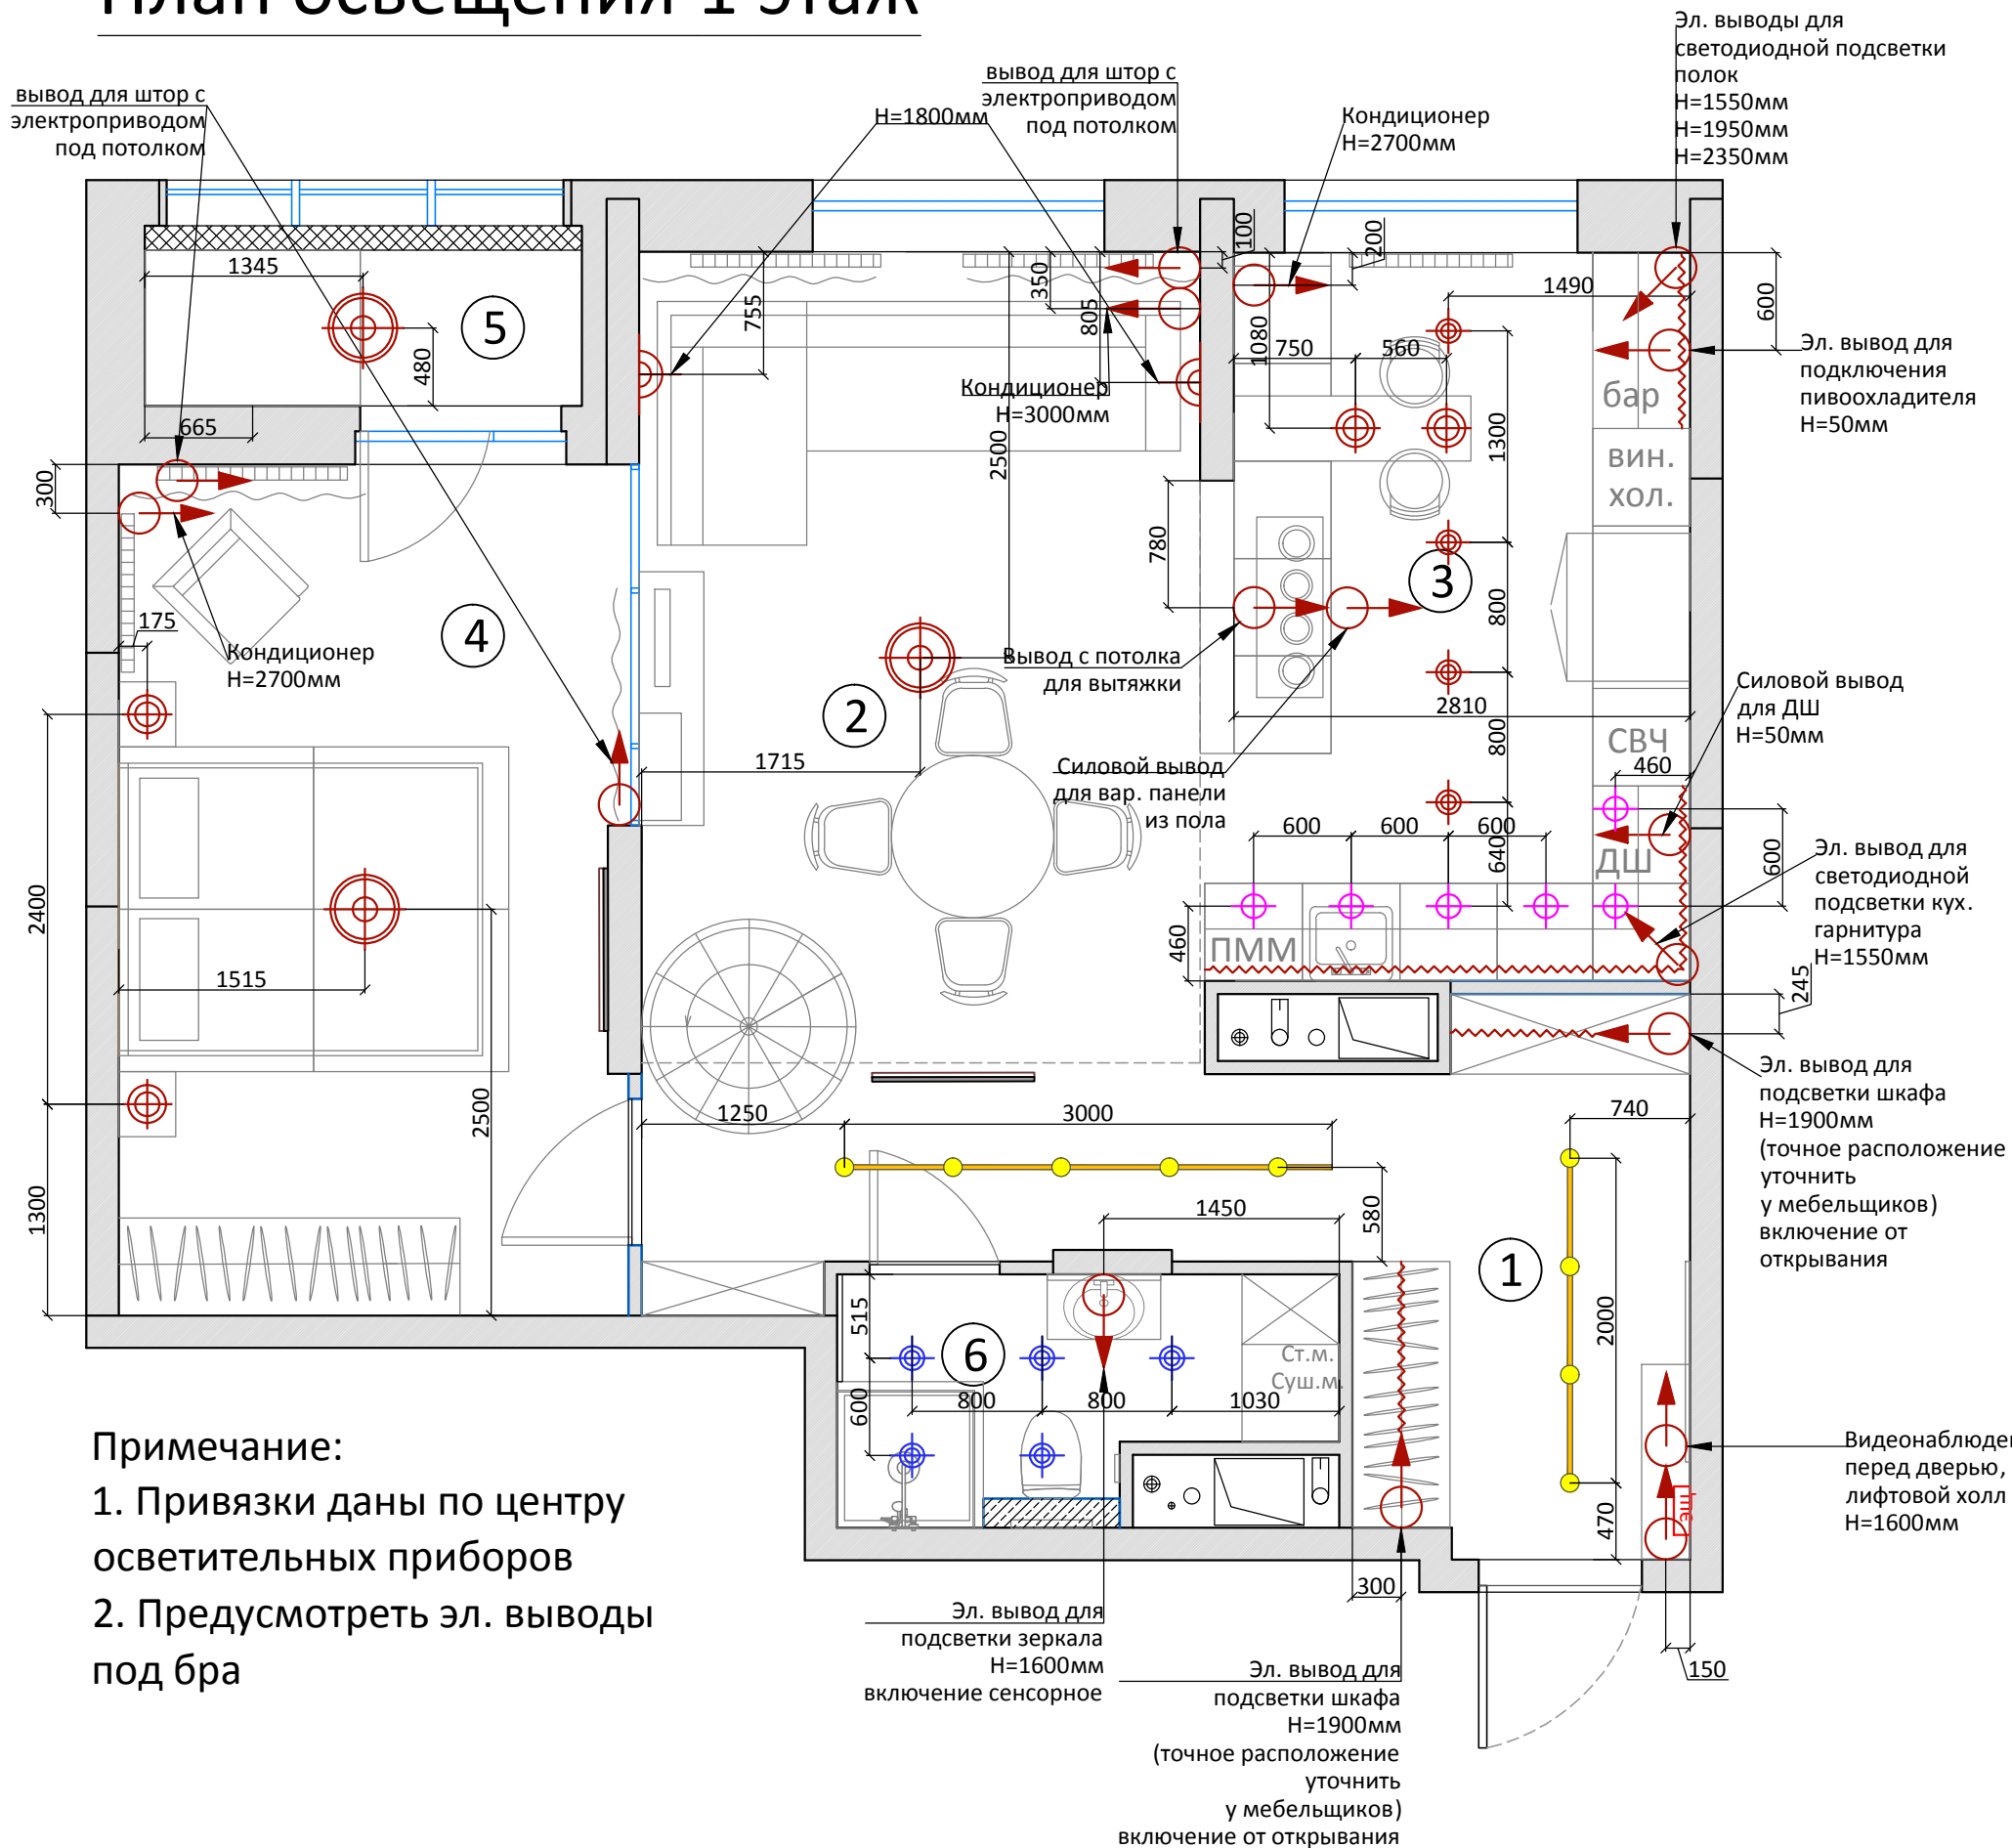 План освещения 1 этаж
вывод для штор с
электроприводом
под потолком
H=1800мм
вывод для штор с
электроприводом
под потолком
Кондиционер
H=2700мм
Эл. выводы для
светодиодной подсветки
полок
H=1550мм
H=1950мм
H=2350мм
1345
480
665
5
755
2500
350
805
100
Кондиционер
H=3000мм
200
1080
750
560
1490
1300
600
бар
вин.
хол.
Эл. вывод для
подключения
пивоохладителя
H=50мм
300
175
Кондиционер
H=2700мм
4
780
3
800
Вывод с потолка
для вытяжки
2
1715
2810
800
Силовой вывод
для вар. панели
из пола
СВЧ
460
Силовой вывод
для ДШ
H=50мм
600
600
600
640
ДШ
600
460
ПММ
Эл. вывод для
светодиодной
подсветки кух.
гарнитура
H=1550мм
245
2400
1515
2500
1300
1250
3000
740
Эл. вывод для
подсветки шкафа
H=1900мм
(точное расположение
уточнить
у мебельщиков)
включение от
открывания
1450
580
1
2000
515
6
Ст.м.
Суш.м.
600
800
800
1030
470
Видеонаблюден
перед дверью,
лифтовой холл
H=1600мм
300
150
Примечание:
1. Привязки даны по центру
осветительных приборов
2. Предусмотреть эл. выводы
под бра
Эл. вывод для
подсветки зеркала
H=1600мм
включение сенсорное
Эл. вывод для
подсветки шкафа
H=1900мм
(точное расположение
уточнить
у мебельщиков)
включение от открывания